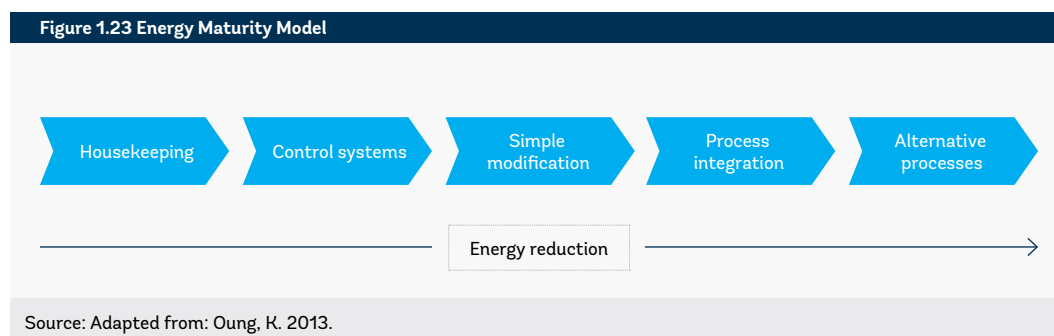 Figure 1.23 Energy Maturity Model
Housekeeping
Control systems
Simple
modification
Process
integration
Alternative
processes
Energy reduction
Source: Adapted from: Oung, K. 2013.